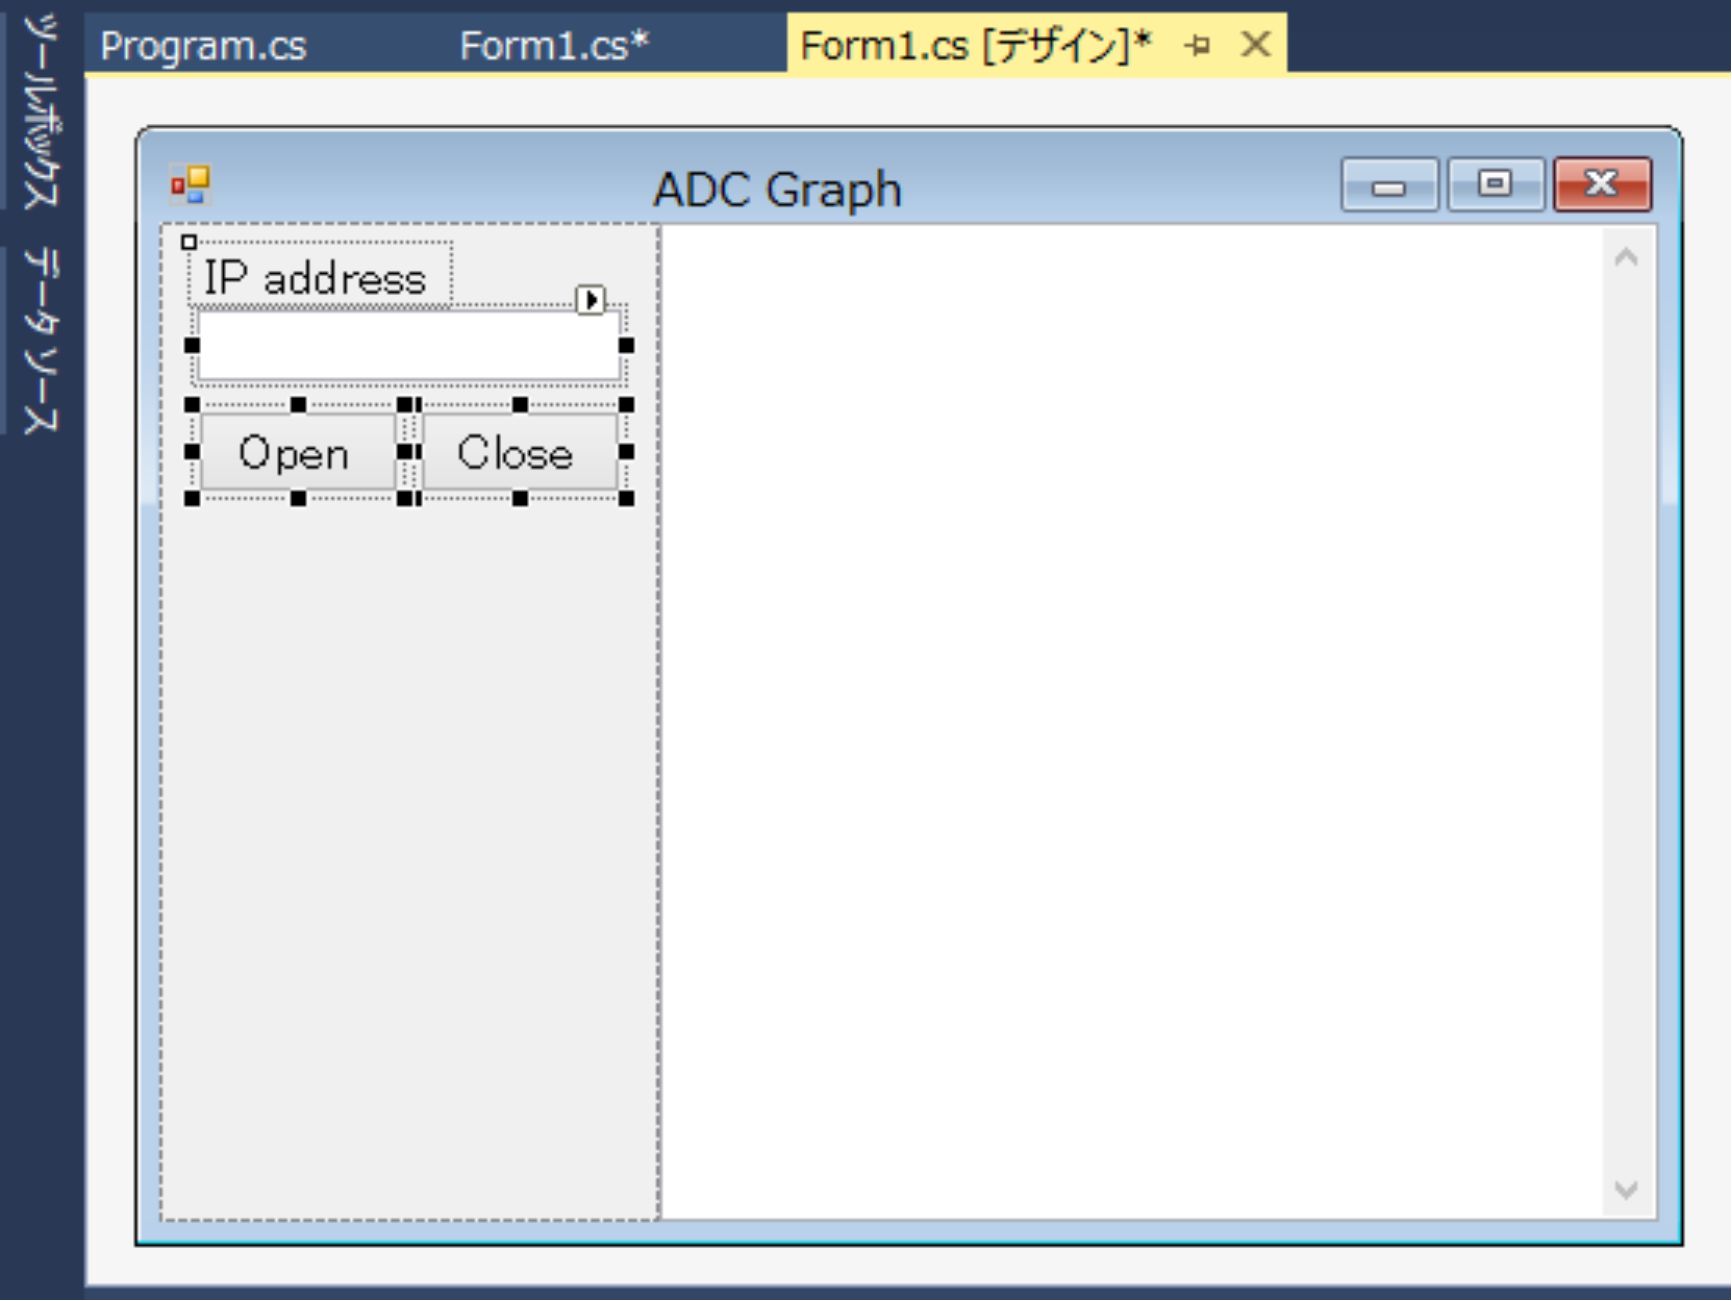 Program.cs
Form1.cs*
Form1.cs [デザイン]*
ツールボックス
データ ソース
ADC Graph
IP address
Open
Close